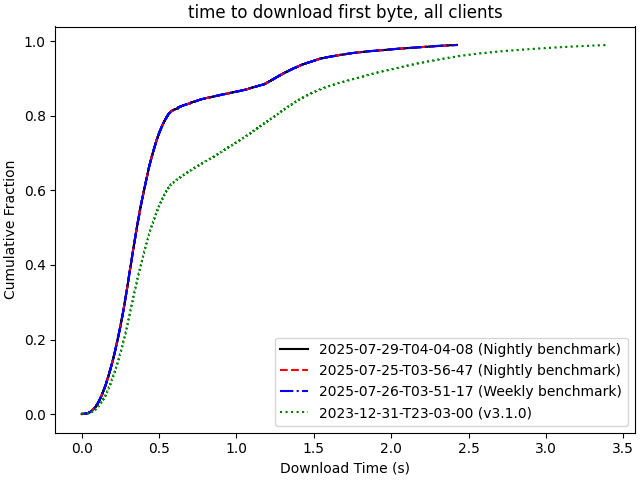 time to download first byte, all clients
1.0
0.8
0.6
0.4
0.2
0.0
Cumulative Fraction
2025-07-29-T04-04-08 (Nightly benchmark)
2025-07-25-T03-56-47 (Nightly benchmark)
2025-07-26-T03-51-17 (Weekly benchmark)
2023-12-31-T23-03-00 (v3.1.0)
0.0 0.5 1.0 1.5 2.0 2.5 3.0 3.5
Download Time (s)